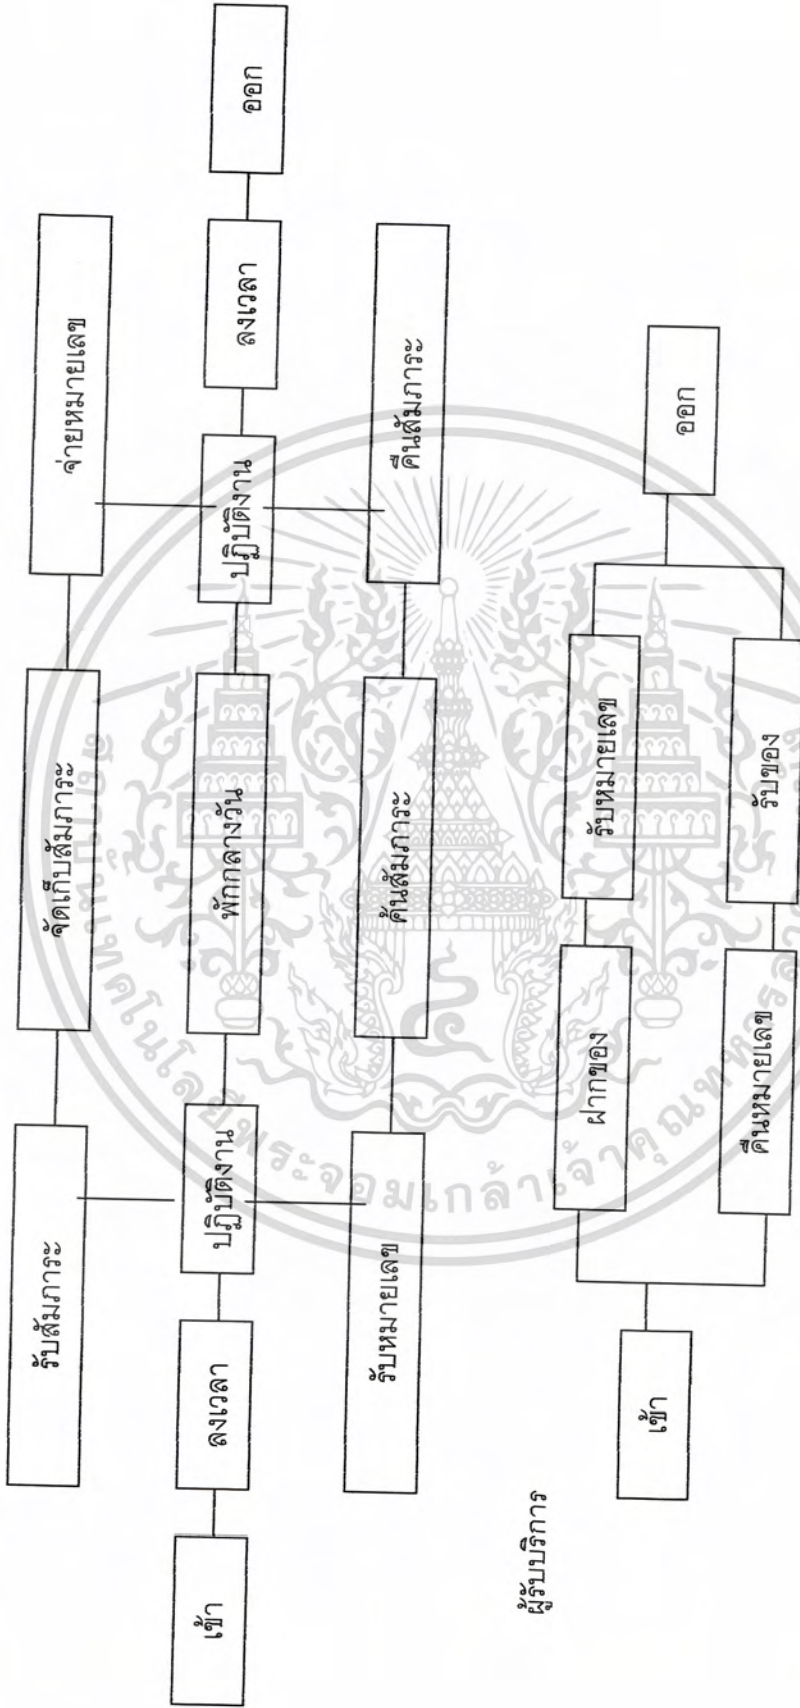 รับสัมภาระ
จัดเก็บสัมภาระ
จ่ายหมายเลข
เข้า
ลงเวลา
ปฏิบัติงาน
พักกลางวัน
ปฏิบัติงาน
ลงเวลา
ออก
รับหมายเลข
ค้นสัมภาระ
คืนสัมภาระ
ผู้รับบริการ
เข้า
ฝากของ
รับหมายเลข
ออก
คืนหมายเลข
รับของ